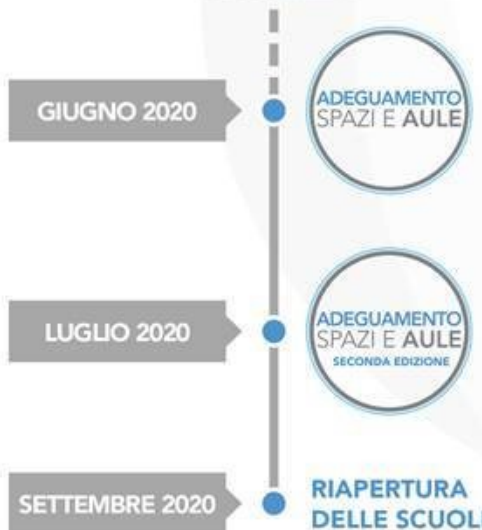 GIUGNO 2020
ADEGUAMENTO
SPAZI E AULE
LUGLIO 2020
ADEGUAMENTO
SPAZI E AULE
SECONDA EDIZIONE
SETTEMBRE 2020
RIAPERTURA
DELLE SCUOL